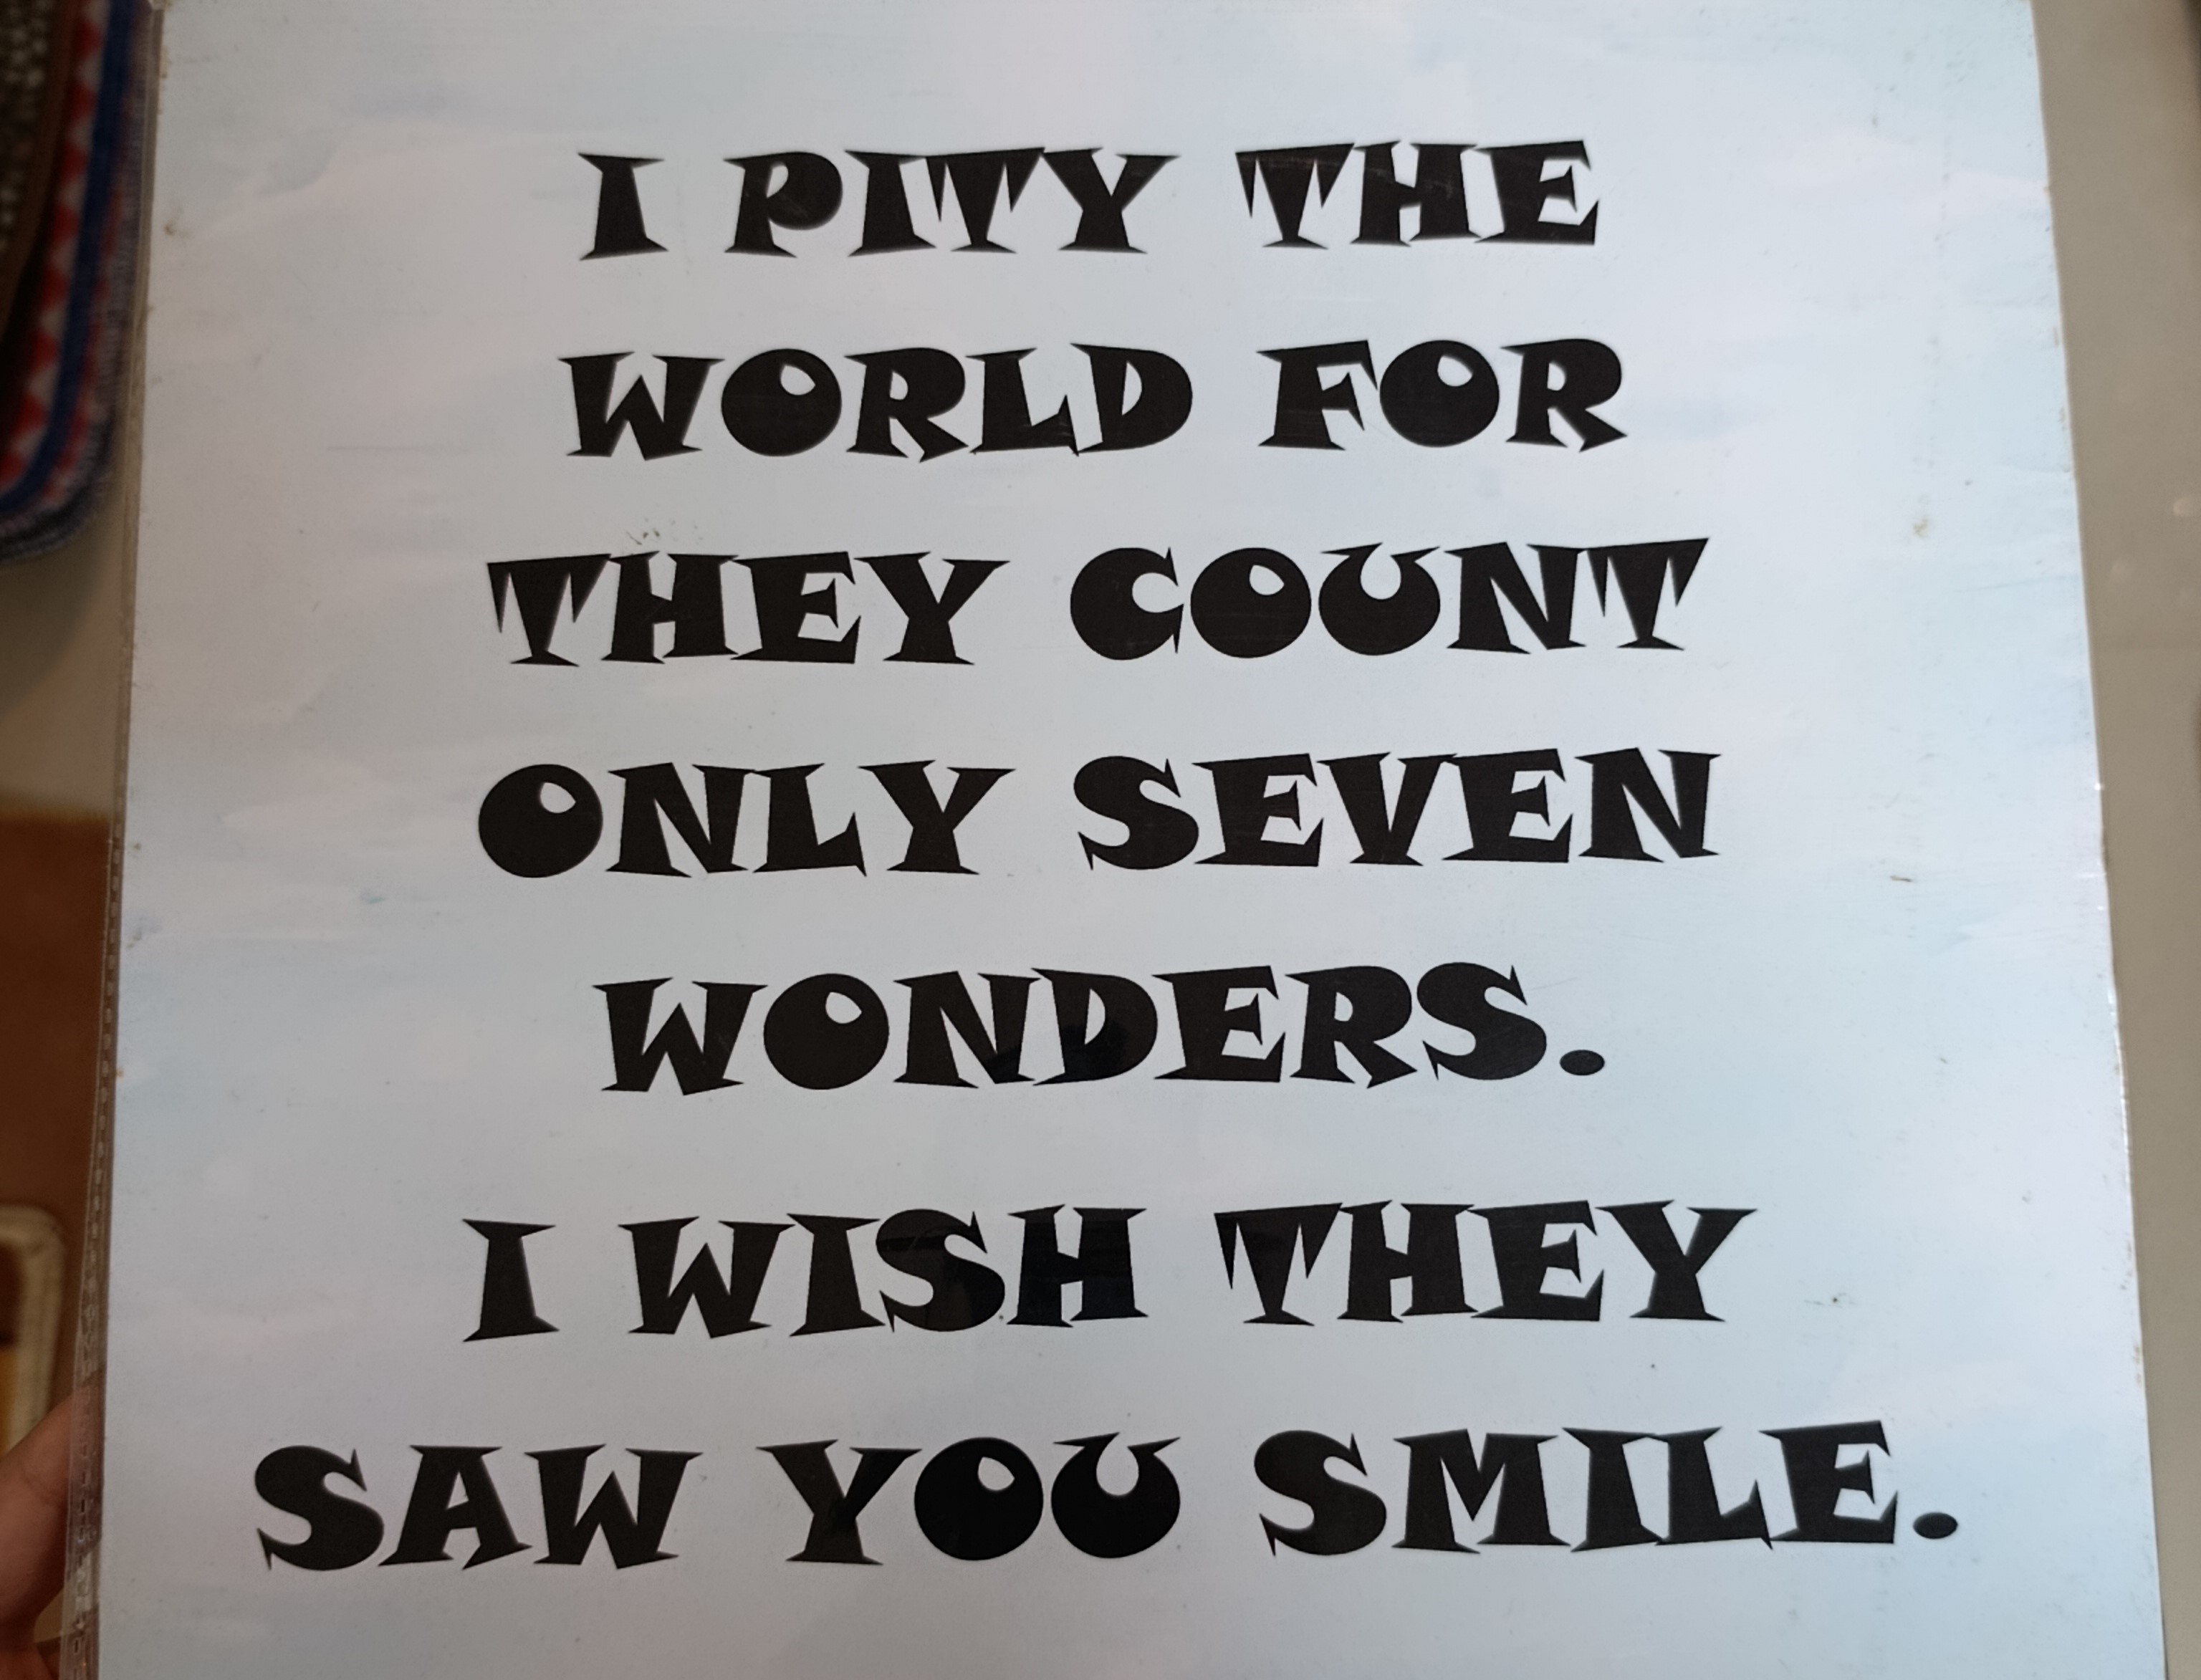 I PITY THE
WORLD FOR
THEY COUNT
ONLY SEVEN
WONDERS.
I WISH THEY
SAW YOU SMILE.